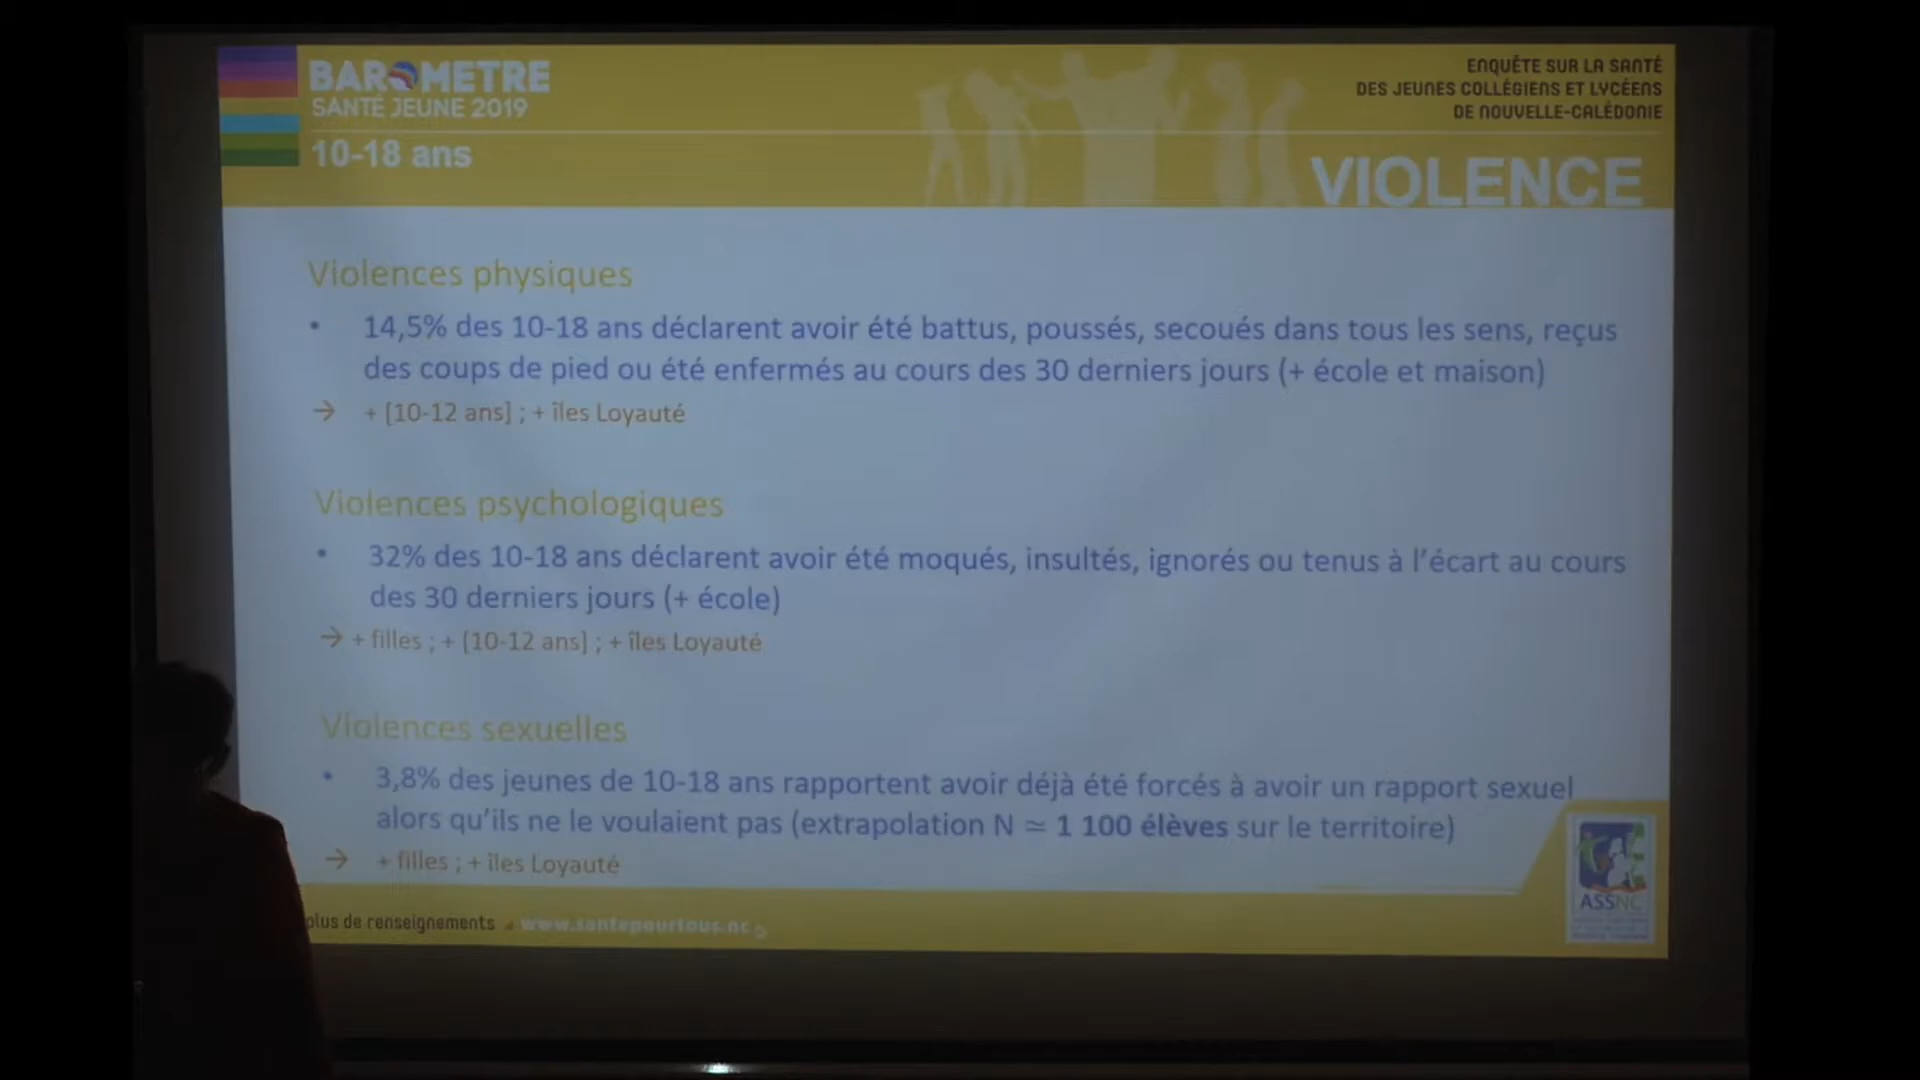 BAROMETRE
SANTÉ JEUNE 2019
10-18 ans
ENQUÊTE SUR LA SANTÉ
DES JEUNES COLLÉGIENS ET LYCÉENS
DE NOUVELLE-CALÉDONIE
VIOLENCE
Violences physiques
• 14,5% des 10-18 ans déclarent avoir été battus, poussés, secoués dans tous les sens, reçus
des coups de pied ou été enfermés au cours des 30 derniers jours (+ école et maison)
→ + [10-12 ans] ; + îles Loyauté
Violences psychologiques
• 32% des 10-18 ans déclarent avoir été moqués, insultés, ignorés ou tenus à l'écart au cours
des 30 derniers jours (+ école)
→ + filles ; + [10-12 ans] ; + îles Loyauté
Violences sexuelles
• 3,8% des jeunes de 10-18 ans rapportent avoir déjà été forcés à avoir un rapport sexuel
alors qu'ils ne le voulaient pas (extrapolation N ≃ 1 100 élèves sur le territoire)
→ + filles ; + îles Loyauté
plus de renseignements www.santepourtous.nc
ASSNC